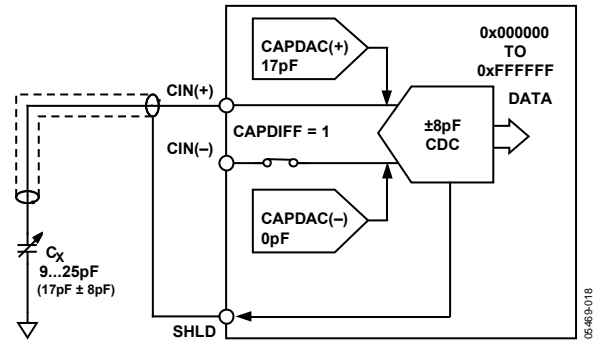 CAPDAC(+)
17pF
0x000000
TO
0xFFFFFF
DATA
CIN(+)
CAPDIFF = 1
±8pF
CDC
CIN(–)
CAPDAC(–)
0pF
CX
9...25pF
(17pF ± 8pF)
SHLD
05469-018